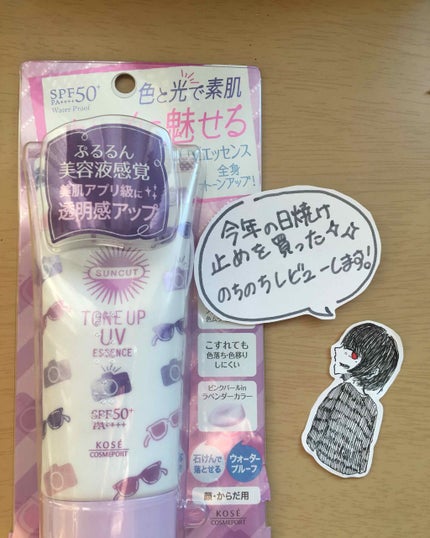 SPF50+
PA++++
Water Proof
色と光で素肌
魅せる
エッセンス
全身
トーンアップ!
ぷるるん
美容液感覚
美肌アプリ級に
透明感アップ
SUNCUT
TONE UP
UV
ESSENCE
SPF50+
PA++++
KOSÉ
COSMEPORT
今年の日焼け
止めを買った
のちのちレビューします!
こすれても
色落ち・色移り
しにくい
ピンクパールin
ラベンダーカラー
石けんで
落とせる
ウォーター
プルーフ
顔・からだ用
KOSÉ
COSMEPORT